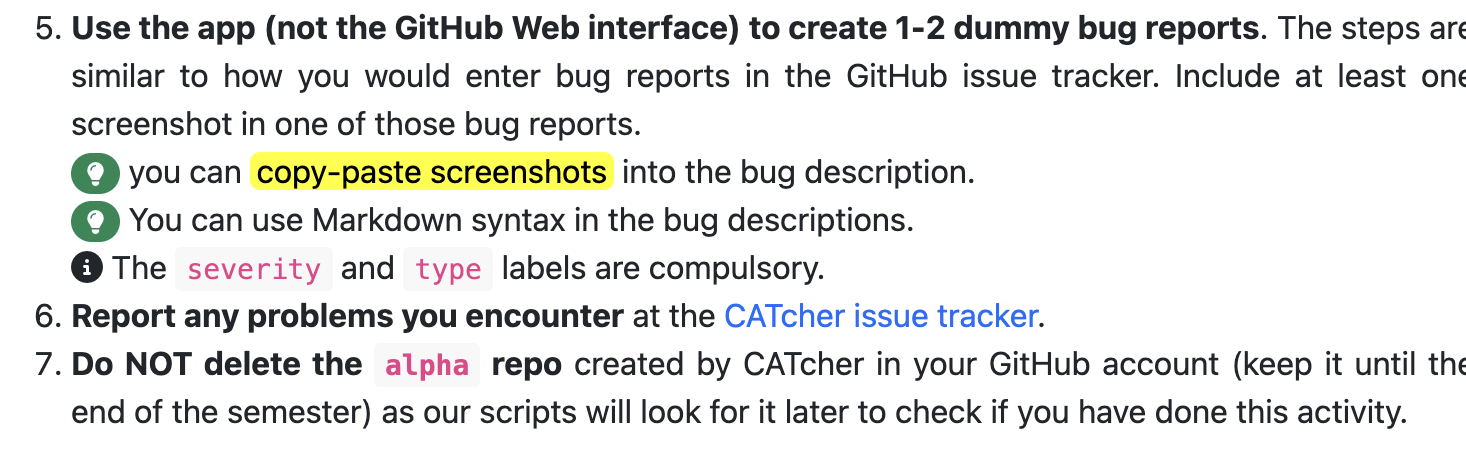 5. Use the app (not the GitHub Web interface) to create 1-2 dummy bug reports. The steps are
similar to how you would enter bug reports in the GitHub issue tracker. Include at least one
screenshot in one of those bug reports.
you can copy-paste screenshots into the bug description.
You can use Markdown syntax in the bug descriptions.
The severity and type labels are compulsory.
6. Report any problems you encounter at the CATcher issue tracker.
7. Do NOT delete the alpha repo created by CATcher in your GitHub account (keep it until the
end of the semester) as our scripts will look for it later to check if you have done this activity.